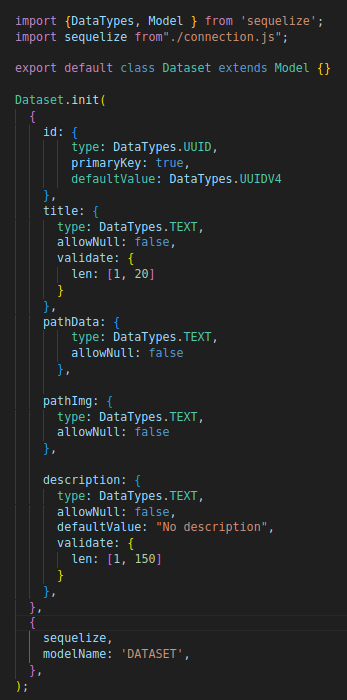 import {DataTypes, Model } from 'sequelize';
import sequelize from"./connection.js";
export default class Dataset extends Model {}
Dataset.init(
  {
    id: {
        type: DataTypes.UUID,
        primaryKey: true,
        defaultValue: DataTypes.UUIDV4
    },
    title: {
      type: DataTypes.TEXT,
      allowNull: false,
      validate: {
        len: [1, 20]
      }
    },
    pathData: {
        type: DataTypes.TEXT,
        allowNull: false
      },
    pathImg: {
      type: DataTypes.TEXT,
      allowNull: false
    },
    description: {
      type: DataTypes.TEXT,
      allowNull: false,
      defaultValue: "No description",
      validate: {
        len: [1, 150]
      }
    },
  },
  {
    sequelize,
    modelName: 'DATASET',
  },
);